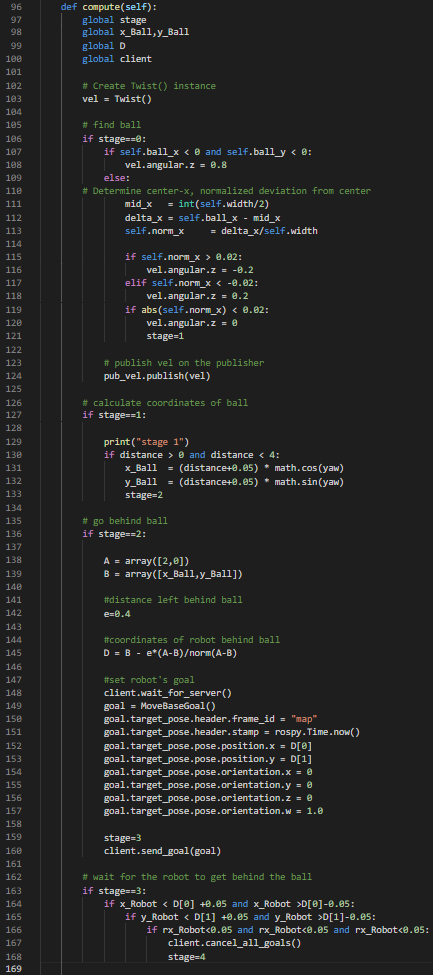 96 def compute(self):
97 global stage
98 global x_Ball,y_Ball
99 global D
100 global client
101
102 # Create Twist() instance
103 vel = Twist()
104
105 # find ball
106 if stage==0:
107 if self.ball_x < 0 and self.ball_y < 0:
108 vel.angular.z = 0.8
109 else:
110 # Determine center-x, normalized deviation from center
111 mid_x = int(self.width/2)
112 delta_x = self.ball_x - mid_x
113 self.norm_x = delta_x/self.width
114
115 if self.norm_x > 0.02:
116 vel.angular.z = -0.2
117 elif self.norm_x < -0.02:
118 vel.angular.z = 0.2
119 if abs(self.norm_x) < 0.02:
120 vel.angular.z = 0
121 stage=1
122
123 # publish vel on the publisher
124 pub_vel.publish(vel)
125
126 # calculate coordinates of ball
127 if stage==1:
128
129 print("stage 1")
130 if distance > 0 and distance < 4:
131 x_Ball = (distance+0.05) * math.cos(yaw)
132 y_Ball = (distance+0.05) * math.sin(yaw)
133 stage=2
134
135 # go behind ball
136 if stage==2:
137
138 A = array([2,0])
139 B = array([x_Ball,y_Ball])
140
141 #distance left behind ball
142 e=0.4
143
144 #coordinates of robot behind ball
145 D = B - e*(A-B)/norm(A-B)
146
147 #set robot's goal
148 client.wait_for_server()
149 goal = MoveBaseGoal()
150 goal.target_pose.header.frame_id = "map"
151 goal.target_pose.header.stamp = rospy.Time.now()
152 goal.target_pose.pose.position.x = D[0]
153 goal.target_pose.pose.position.y = D[1]
154 goal.target_pose.pose.orientation.x = 0
155 goal.target_pose.pose.orientation.y = 0
156 goal.target_pose.pose.orientation.z = 0
157 goal.target_pose.pose.orientation.w = 1.0
158
159 stage=3
160 client.send_goal(goal)
161
162 # wait for the robot to get behind the ball
163 if stage==3:
164 if x_Robot < D[0] +0.05 and x_Robot >D[0]-0.05:
165 if y_Robot < D[1] +0.05 and y_Robot >D[1]-0.05:
166 if rx_Robot<0.05 and rx_Robot<0.05 and rx_Robot<0.05:
167 client.cancel_all_goals()
168 stage=4
169